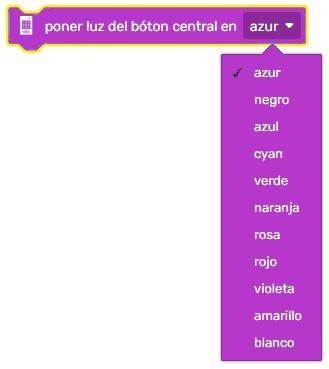 poner luz del bóton central en azur
azur
negro
azul
cyan
verde
naranja
rosa
rojo
violeta
amarillo
blanco